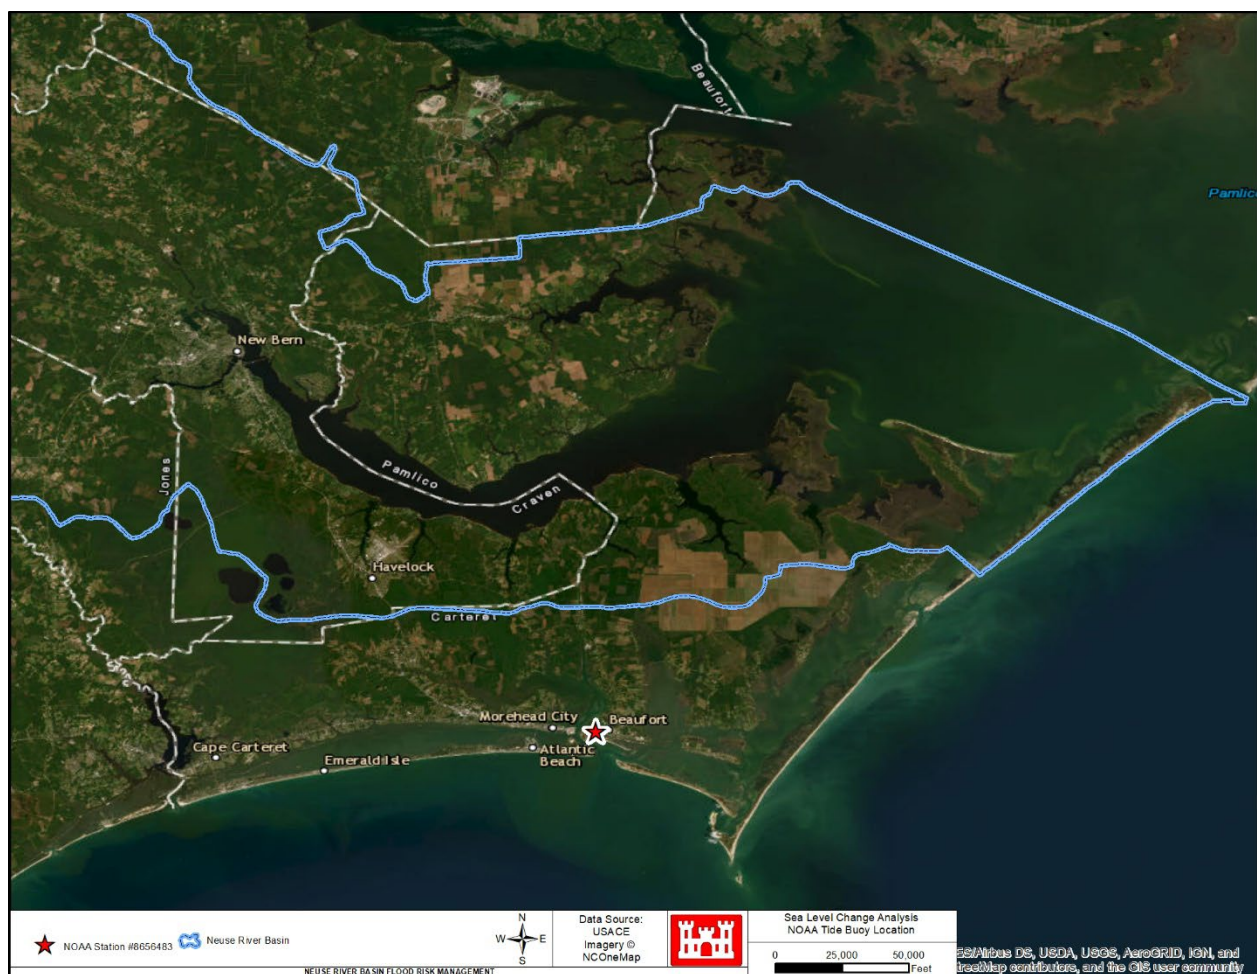 Beaufort
Pamlico
New Bern
Jones
Pamlico
Craven
Havelock
Carteret
Morehead City
Beaufort
Cape Carteret
Atlantic
Beach
Emerald Isle
NOAA Station #8656483
Neuse River Basin
N
W
E
S
Data Source:
USACE
Imagery ©
NCOneMap
Sea Level Change Analysis
NOAA Tide Buoy Location
0 25,000 50,000
Feet
NEUSE RIVER BASIN FLOOD RISK MANAGEMENT
/Airbus DS, USDA, USGS, AeroGRID, IGN, and
treetMap contributors, and the GIS user community